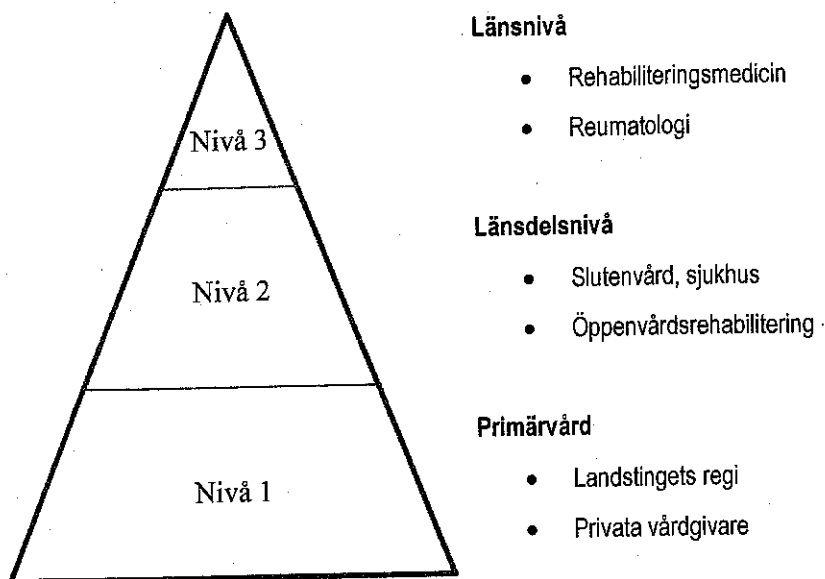 Länsnivå
• Rehabiliteringsmedicin
• Reumatologi
Nivå 3
Länsdelsnivå
• Slutenvård, sjukhus
• Öppenvårdsrehabilitering
Nivå 2
Primärvård
• Landstingets regi
• Privata vårdgivare
Nivå 1